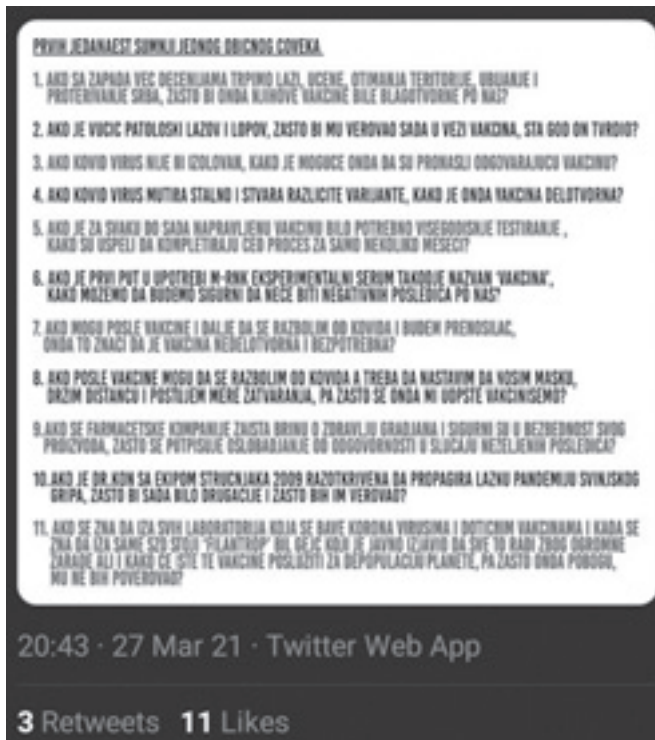 PRVIH JEDANAEST SUMNJI JEDNOG OBICNOG COVEKA
1. AKO SA ZAPADA VEC DECENIJAMA TRPIMO LAZI, UCENE, OTIMANJA TERITORIJE, UBIJANJE I
PROTERIVANJE SRBA, ZASTO BI ONDA NJIHOVE VAKCINE BILE BLAGOTVORNE PO NAS?
2. AKO JE VUCIC PATOLOSKI LAZOV I LOPOV, ZASTO BI MU VEROVAO SADA U VEZI VAKCINA, STA GOD ON TVRDIO?
3. AKO KOVID VIRUS NIJE NI IZOLOVAN, KAKO JE MOGUCE ONDA DA SU PRONASLI ODGOVARAJUCU VAKCINU?
4. AKO KOVID VIRUS MUTIRA STALNO I STVARA RAZLICITE VARIJANTE, KAKO JE ONDA VAKCINA DELOTVORNA?
5. AKO JE ZA SVAKU DO SADA NAPRAVLJENU VAKCINU BILO POTREBNO VISEGODISNJE TESTIRANJE,
KAKO SU USPELI DA KOMPLETIRAJU CEO PROCES ZA SAMO NEKOLIKO MESECI?
6. AKO JE PRVI PUT U UPOTREBI M-RNK EKSPERIMENTALNI SERUM TAKODJE NAZVAN 'VAKCINA',
KAKO MOZEMO DA BUDEMO SIGURNI DA NECE BITI NEGATIVNIH POSLEDICA PO NAS?
7. AKO MOGU POSLE VAKCINE I DALJE DA SE RAZBOLIM OD KOVIDA I BUDEM PRENOSILAC,
ONDA TO ZNACI DA JE VAKCINA NEDELOTVORNA I BEZPOTREBNA?
8. AKO POSLE VAKCINE MOGU DA SE RAZBOLIM OD KOVIDA A TREBA DA NASTAVIM DA NOSIM MASKU,
DRZIM DISTANCU I POSTUJEM MERE ZATVARANJA, PA ZASTO SE ONDA MI UOPSTE VAKCINISEMO?
9.AKO SE FARMACETSKE KOMPANIJE ZAISTA BRINU O ZDRAVLJU GRADJANA I SIGURNI SU U BEZBEDNOST SVOG
PROIZVODA, ZASTO SE POTPISUJE OSLOBADJANJE OD ODGOVORNOSTI U SLUCAJU NEZELJENIH POSLEDICA?
10.AKO JE DR.KON SA EKIPOM STRUCNJAKA 2009 RAZOTKRIVENA DA PROPAGIRA LAZNU PANDEMIJU SVINJSKOG
GRIPA, ZASTO BI SADA BILO DRUGACIJE I ZASTO BIH IM VEROVAO?
11. AKO SE ZNA DA IZA SVIH LABORATORIJA KOJA SE BAVE KORONA VIRUSIMA I DOTICNIM VAKCINAMA I KADA SE
ZNA DA IZA SAME SZO STOJI "FILANTROP" BIL GEJC KOJI JE JAVNO IZJAVIO DA SVE TO RADI ZBOG OGROMNE
ZARADE ALI I KAKO CE ISTE TE VAKCINE POSLUZITI ZA DEPOPULACIJU PLANETE, PA ZASTO ONDA POBOGU,
MU NE BIH POVEROVAO?
20:43 · 27 Mar 21 · Twitter Web App
3 Retweets 11 Likes